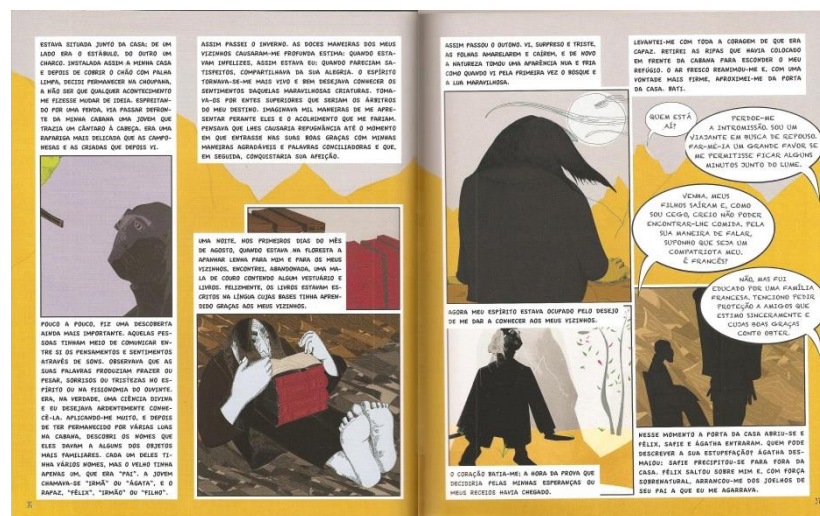 ESTAVA SITUADA JUNTO DA CASA; DE UM
LADO ERA O ESTÁBULO, DO OUTRO UM
CHARCO. INSTALADA ASSIM A MINHA CASA
E DEPOIS DE COBRIR O CHÃO COM PALHA
LIMPA, DECIDI PERMANECER NA CHOUPANA,
A NÃO SER QUE QUALQUER ACONTECIMENTO
ME FIZESSE MUDAR DE IDEIA. ESPREITAN-
DO POR UMA FENDA, VIA PASSAR DEFRON-
TE DA MINHA CABANA UMA JOVEM QUE
TRAZIA UM CÂNTARO À CABEÇA. ERA UMA
RAPARIGA MAIS DELICADA QUE AS CAMPO-
NESAS E AS CRIADAS QUE DEPOIS VI.
POUCO A POUCO, FIZ UMA DESCOBERTA
AINDA MAIS IMPORTANTE. AQUELAS PES-
SOAS TINHAM MEIO DE COMUNICAR EN-
TRE SI OS PENSAMENTOS E SENTIMENTOS
ATRAVÉS DE SONS. OBSERVAVA QUE AS
SUAS PALAVRAS PRODUZIAM PRAZER OU
PESAR, SORRISOS OU TRISTEZAS NO ES-
PÍRITO OU NA FISIONOMIA DO OUVINTE.
ERA, NA VERDADE, UMA CIÊNCIA DIVINA
E EU DESEJAVA ARDENTEMENTE CONHE-
CÊ-LA. APLICANDO-ME MUITO, E DEPOIS
DE TER PERMANECIDO POR VÁRIAS LUAS
NA CABANA, DESCOBRI OS NOMES QUE
ELES DAVAM A ALGUNS DOS OBJETOS
MAIS FAMILIARES. CADA UM DELES TI-
NHA VÁRIOS NOMES, MAS O VELHO TINHA
APENAS UM, QUE ERA "PAI". A JOVEM
CHAMAVA-SE "IRMÃ" OU "ÁGATA", E O
RAPAZ, "FÉLIX", "IRMÃO" OU "FILHO".
ASSIM PASSEI O INVERNO. AS DOCES MANEIRAS DOS MEUS
VIZINHOS CAUSARAM-ME PROFUNDA ESTIMA: QUANDO ESTA-
VAM INFELIZES, ASSIM ESTAVA EU; QUANDO PARECIAM SA-
TISFEITOS, COMPARTILHAVA DA SUA ALEGRIA. O ESPÍRITO
TORNAVA-SE-ME MAIS VIVO E BEM DESEJAVA CONHECER OS
SENTIMENTOS DAQUELAS MARAVILHOSAS CRIATURAS. TOMA-
VA-OS POR ENTES SUPERIORES QUE SERIAM OS ÁRBITROS
DO MEU DESTINO. IMAGINAVA MIL MANEIRAS DE ME APRE-
SENTAR PERANTE ELES E O ACOLHIMENTO QUE ME FARIAM.
PENSAVA QUE LHES CAUSARIA REPUGNÂNCIA ATÉ O MOMENTO
EM QUE ENTRASSE NAS SUAS BOAS GRAÇAS COM MINHAS
MANEIRAS AGRADÁVEIS E PALAVRAS CONCILIADORAS E QUE,
EM SEGUIDA, CONQUISTARIA SUA AFEIÇÃO.
UMA NOITE, NOS PRIMEIROS DIAS DO MÊS
DE AGOSTO, QUANDO ESTAVA NA FLORESTA A
APANHAR LENHA PARA MIM E PARA OS MEUS
VIZINHOS, ENCONTREI, ABANDONADA, UMA MA-
LA DE COURO CONTENDO ALGUM VESTUÁRIO E
LIVROS. FELIZMENTE, OS LIVROS ESTAVAM ES-
CRITOS NA LÍNGUA CUJAS BASES TINHA APREN-
DIDO GRAÇAS AOS MEUS VIZINHOS.
ASSIM PASSOU O OUTONO. VI, SURPRESO E TRISTE,
AS FOLHAS AMARELAREM E CAÍREM, E DE NOVO
A NATUREZA TOMOU UMA APARÊNCIA NUA E FRIA
COMO QUANDO VI PELA PRIMEIRA VEZ O BOSQUE E
A LUA MARAVILHOSA.
AGORA MEU ESPÍRITO ESTAVA OCUPADO PELO DESEJO
DE ME DAR A CONHECER AOS MEUS VIZINHOS.
O CORAÇÃO BATIA-ME; A HORA DA PROVA QUE
DECIDIRIA PELAS MINHAS ESPERANÇAS OU
MEUS RECEIOS HAVIA CHEGADO.
LEVANTEI-ME COM TODA A CORAGEM DE QUE ERA
CAPAZ. RETIREI AS RIPAS QUE HAVIA COLOCADO
EM FRENTE DA CABANA PARA ESCONDER O MEU
REFÚGIO. O AR FRESCO REANIMOU-ME E, COM UMA
VONTADE MAIS FIRME, APROXIMEI-ME DA PORTA
DA CASA. BATI.
QUEM ESTÁ
AÍ?
PERDOE-ME
A INTROMISSÃO. SOU UM
VIAJANTE EM BUSCA DE REPOUSO.
FAR-ME-IA UM GRANDE FAVOR SE
ME PERMITISSE FICAR ALGUNS
MINUTOS JUNTO DO LUME.
VENHA. MEUS
FILHOS SAÍRAM E, COMO
SOU CEGO, CREIO NÃO PODER
ENCONTRAR-LHE COMIDA. PELA
SUA MANEIRA DE FALAR,
SUPONHO QUE SEJA UM
COMPATRIOTA MEU.
É FRANCÊS?
NÃO, MAS FUI
EDUCADO POR UMA FAMÍLIA
FRANCESA. TENCIONO PEDIR
PROTEÇÃO A AMIGOS QUE
ESTIMO SINCERAMENTE E
CUJAS BOAS GRAÇAS
CONTO OBTER.
NESSE MOMENTO A PORTA DA CASA ABRIU-SE E
FÉLIX, SAFIE E ÁGATHA ENTRARAM. QUEM PODE
DESCREVER A SUA ESTUPEFAÇÃO? ÁGATHA DES-
MAIOU; SAFIE PRECIPITOU-SE PARA FORA DA
CASA. FÉLIX SALTOU SOBRE MIM E, COM FORÇA
SOBRENATURAL, ARRANCOU-ME DOS JOELHOS DE
SEU PAI A QUE EU ME AGARRAVA.